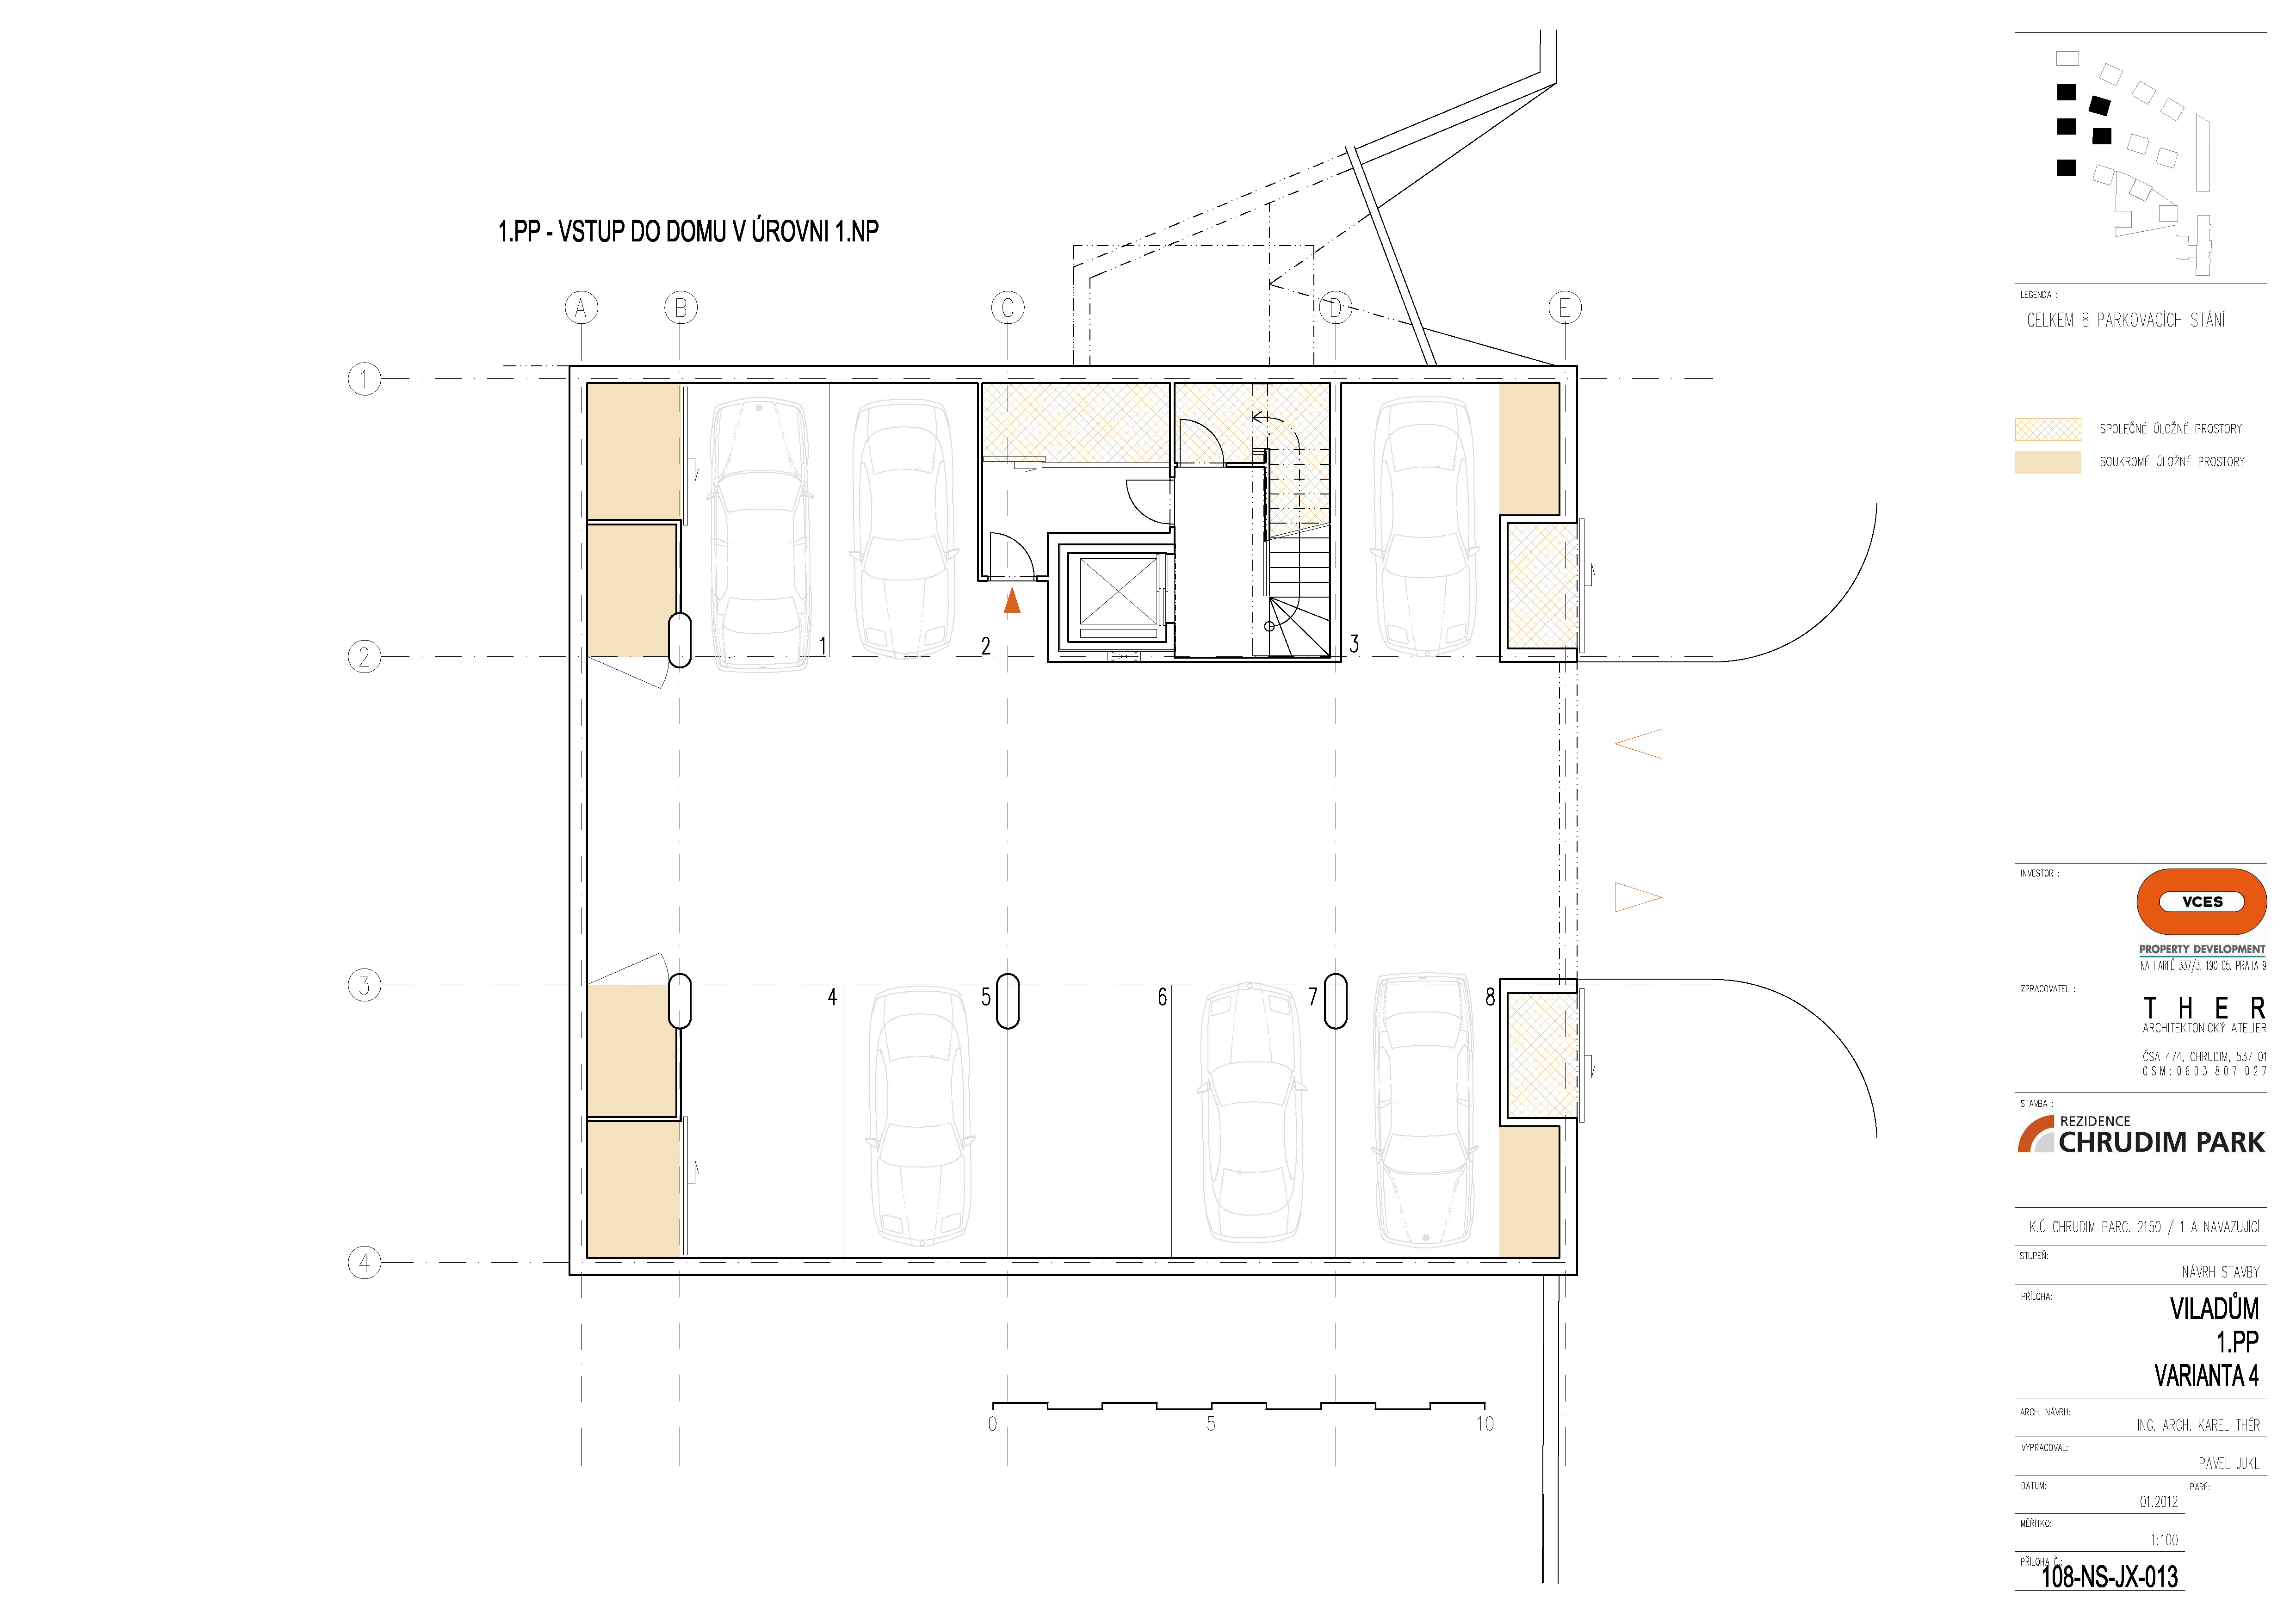 1.PP - VSTUP DO DOMU V ÚROVNI 1.NP
A
B
C
D
E
1
2
3
4
1
2
3
4
5
6
7
8
0
5
10
LEGENDA :
CELKEM 8 PARKOVACÍCH STÁNÍ
SPOLEČNÉ ÚLOŽNÉ PROSTORY
SOUKROMÉ ÚLOŽNÉ PROSTORY
INVESTOR :
VCES
PROPERTY DEVELOPMENT
NA HARFĚ 337/3, 190 05, PRAHA 9
ZPRACOVATEL :
T H E R
ARCHITEKTONICKÝ ATELIER
ČSA 474, CHRUDIM, 537 01
GSM:0603 807 027
STAVBA :
REZIDENCE
CHRUDIM PARK
K.Ú CHRUDIM PARC. 2150 / 1 A NAVAZUJÍCÍ
STUPEŇ:
NÁVRH STAVBY
PŘÍLOHA:
VILADŮM
1.PP
VARIANTA 4
ARCH. NÁVRH:
ING. ARCH. KAREL THÉR
VYPRACOVAL:
PAVEL JUKL
DATUM:
PARÉ:
01.2012
MĚŘÍTKO:
1:100
PŘÍLOHA Č.:
108-NS-JX-013